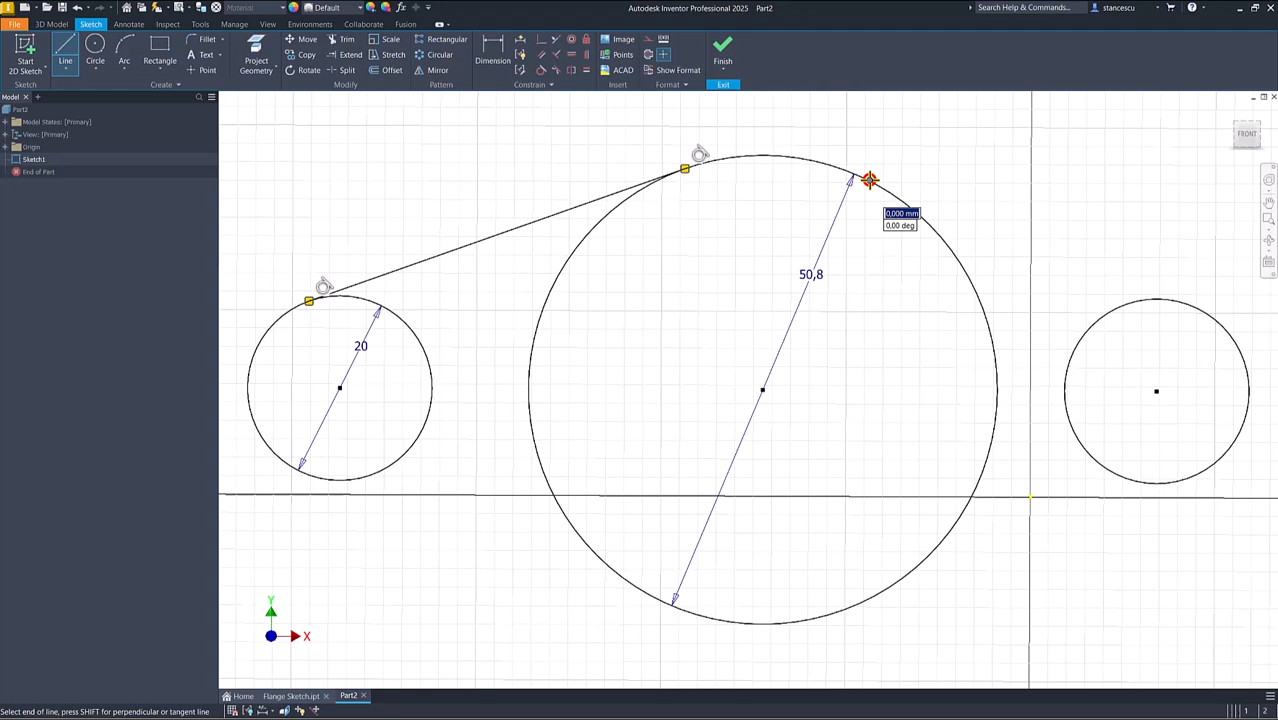 Material
Default
Autodesk Inventor Professional 2025   Part2
Search Help & Commands...
stancescu
File
3D Model
Sketch
Annotate
Inspect
Tools
Manage
View
Environments
Collaborate
Fusion
Start
2D Sketch
Line
Circle
Arc
Rectangle
Fillet
Text
Point
Project
Geometry
Move
Copy
Rotate
Trim
Extend
Split
Scale
Stretch
Offset
Rectangular
Circular
Mirror
Dimension
Image
Points
ACAD
Show Format
Finish
Sketch
Create
Modify
Pattern
Constrain
Insert
Format
Exit
Model
Part2
Model States: [Primary]
View: [Primary]
Origin
Sketch1
End of Part
FRONT
0,000 mm
0,00 deg
50,8
20
Y
X
Home
Flange Sketch.ipt
Part2
Select end of line, press SHIFT for perpendicular or tangent line
1
2